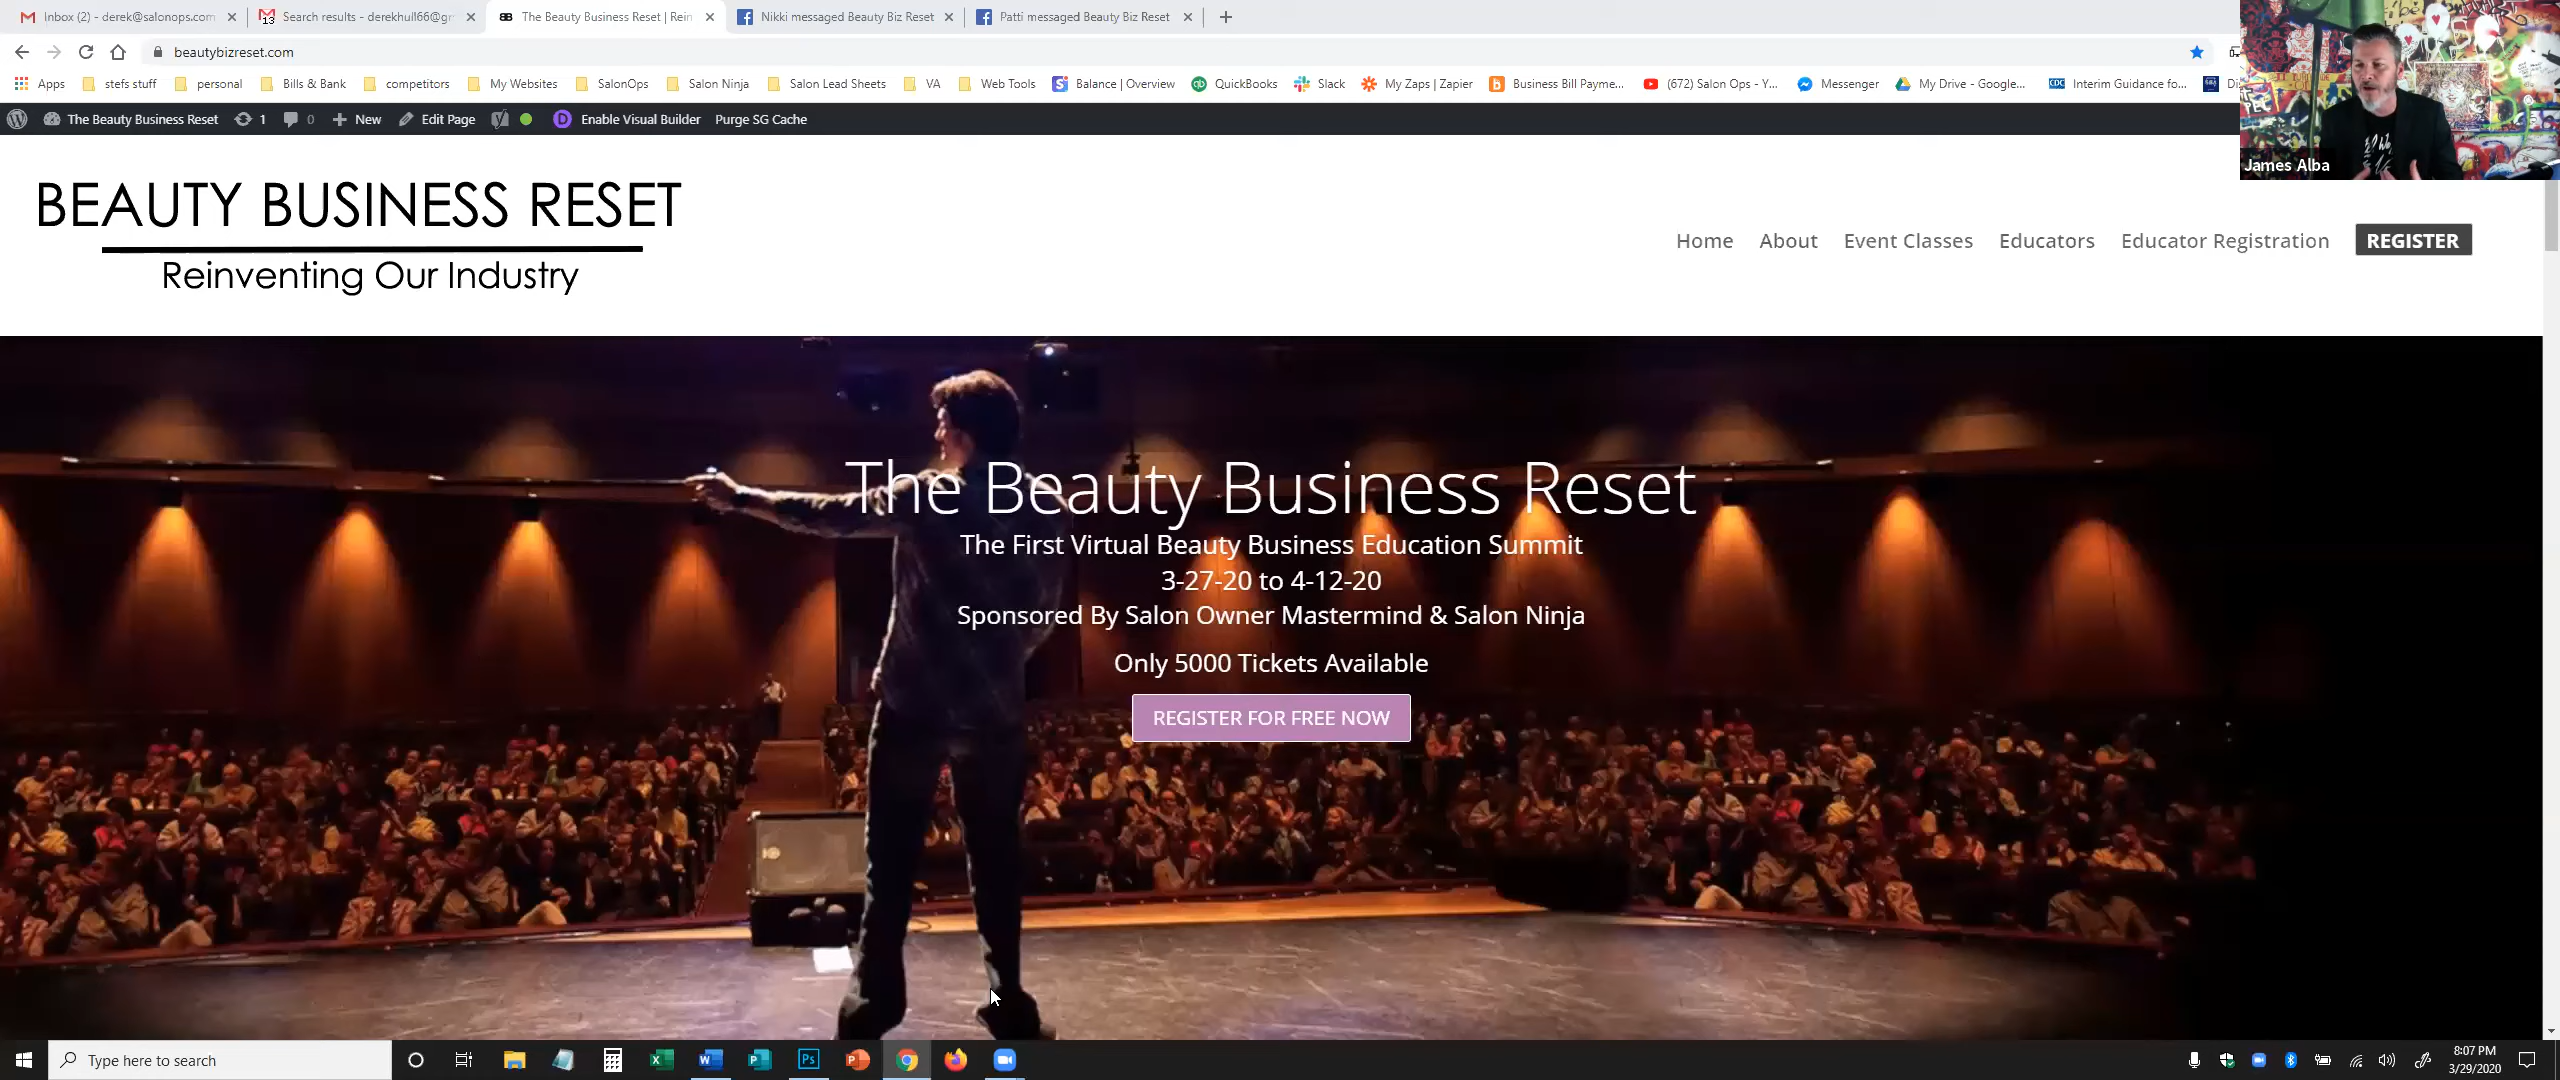 Inbox (2) - derek@salonops.com
Search results - derekhull66@gm
The Beauty Business Reset | Rein
Nikki messaged Beauty Biz Reset
Patti messaged Beauty Biz Reset
beautybizreset.com
Apps
stefs stuff
personal
Bills & Bank
competitors
My Websites
SalonOps
Salon Ninja
Salon Lead Sheets
VA
Web Tools
Balance | Overview
QuickBooks
Slack
My Zaps | Zapier
Business Bill Payme...
(672) Salon Ops - Y...
Messenger
My Drive - Google...
Interim Guidance fo...
The Beauty Business Reset
1
0
New
Edit Page
Enable Visual Builder
Purge SG Cache
James Alba
BEAUTY BUSINESS RESET
Reinventing Our Industry
Home
About
Event Classes
Educators
Educator Registration
REGISTER
The Beauty Business Reset
The First Virtual Beauty Business Education Summit
3-27-20 to 4-12-20
Sponsored By Salon Owner Mastermind & Salon Ninja
Only 5000 Tickets Available
REGISTER FOR FREE NOW
Type here to search
8:07 PM
3/29/2020